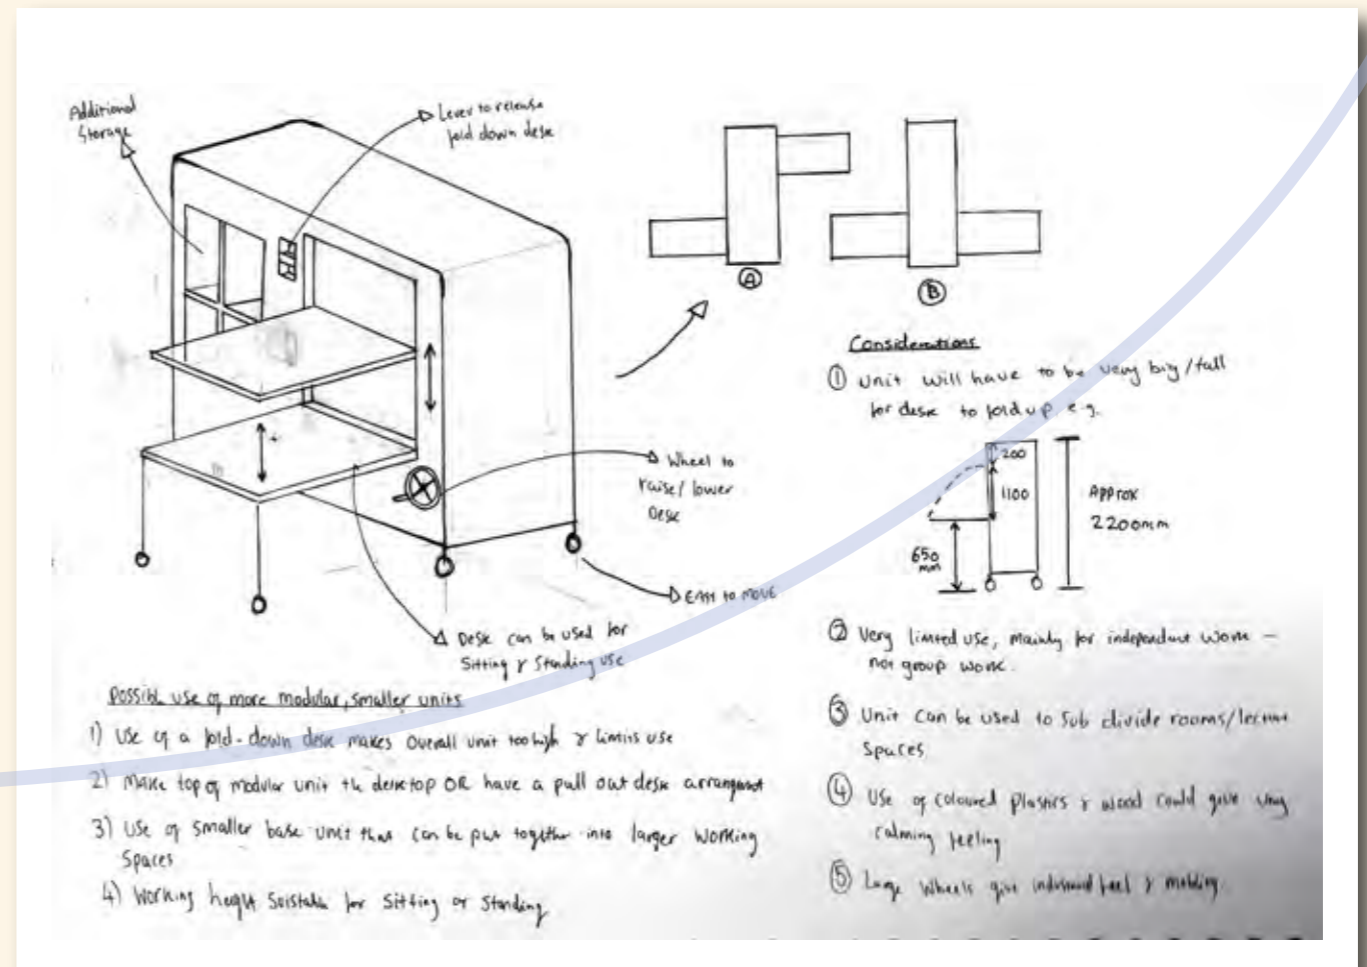 Additional
Storage
Lever to release
fold down desk
A
B
Considerations
① Unit will have to be very big/tall
for desk to fold up e.g.
200
1100
Approx
2200mm
650
mm
Wheel to
raise/lower
Desk
Easy to move
Desk can be used for
Sitting & Standing use
② Very limited use, mainly for independent work –
not group work.
③ Unit can be used to sub divide rooms/lecture
Spaces
④ Use of coloured plastics & wood could give very
calming feeling
⑤ Large wheels give industrial feel &
Possible use of more modular, smaller units
1) Use of a fold-down desk makes overall unit too high & limits use
2) Make top of modular unit the desktop OR have a pull out desk
3) Use of smaller base unit that can be put together into larger working
Spaces
4) Working height for sitting or standing